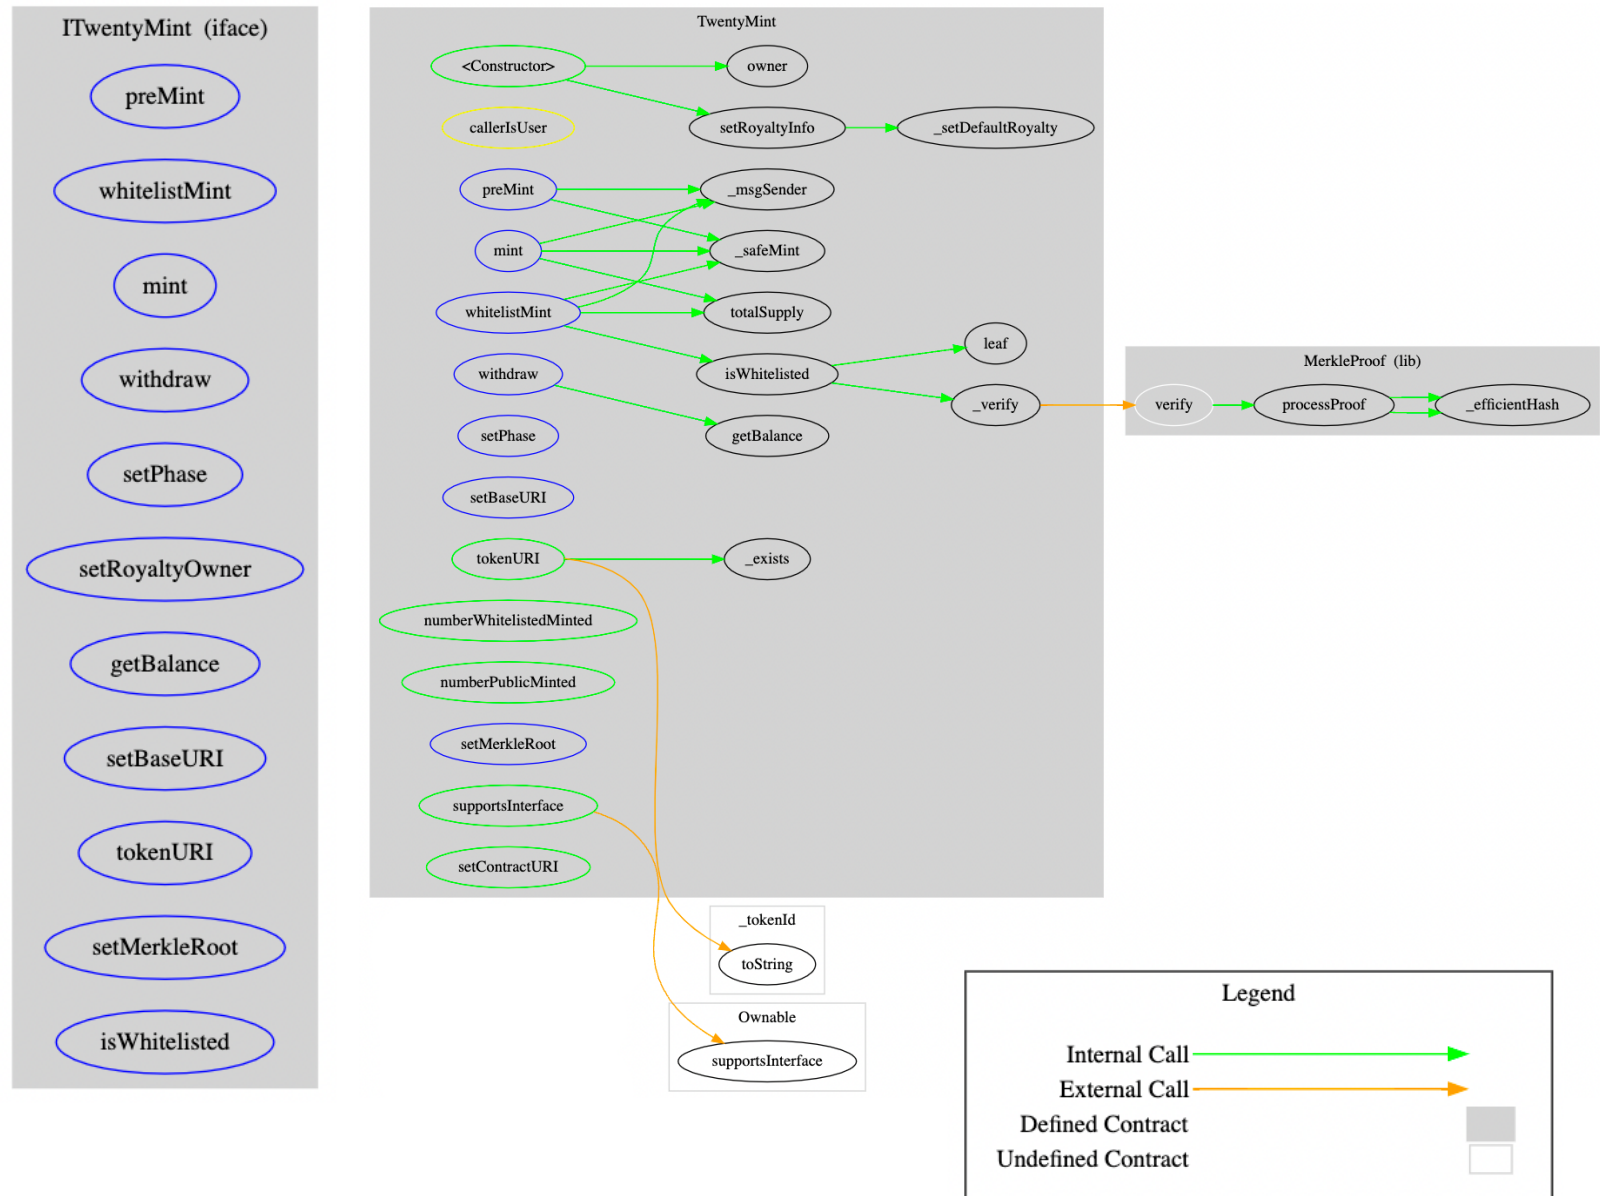 ITwentyMint (iface)
preMint
whitelistMint
mint
withdraw
setPhase
setRoyaltyOwner
getBalance
setBaseURI
tokenURI
setMerkleRoot
isWhitelisted
TwentyMint
<Constructor>
owner
callerIsUser
setRoyaltyInfo
_setDefaultRoyalty
preMint
_msgSender
mint
_safeMint
whitelistMint
totalSupply
leaf
withdraw
isWhitelisted
_verify
setPhase
getBalance
setBaseURI
tokenURI
_exists
numberWhitelistedMinted
numberPublicMinted
setMerkleRoot
supportsInterface
setContractURI
MerkleProof (lib)
verify
processProof
_efficientHash
_tokenId
toString
Ownable
supportsInterface
Legend
Internal Call
External Call
Defined Contract
Undefined Contract